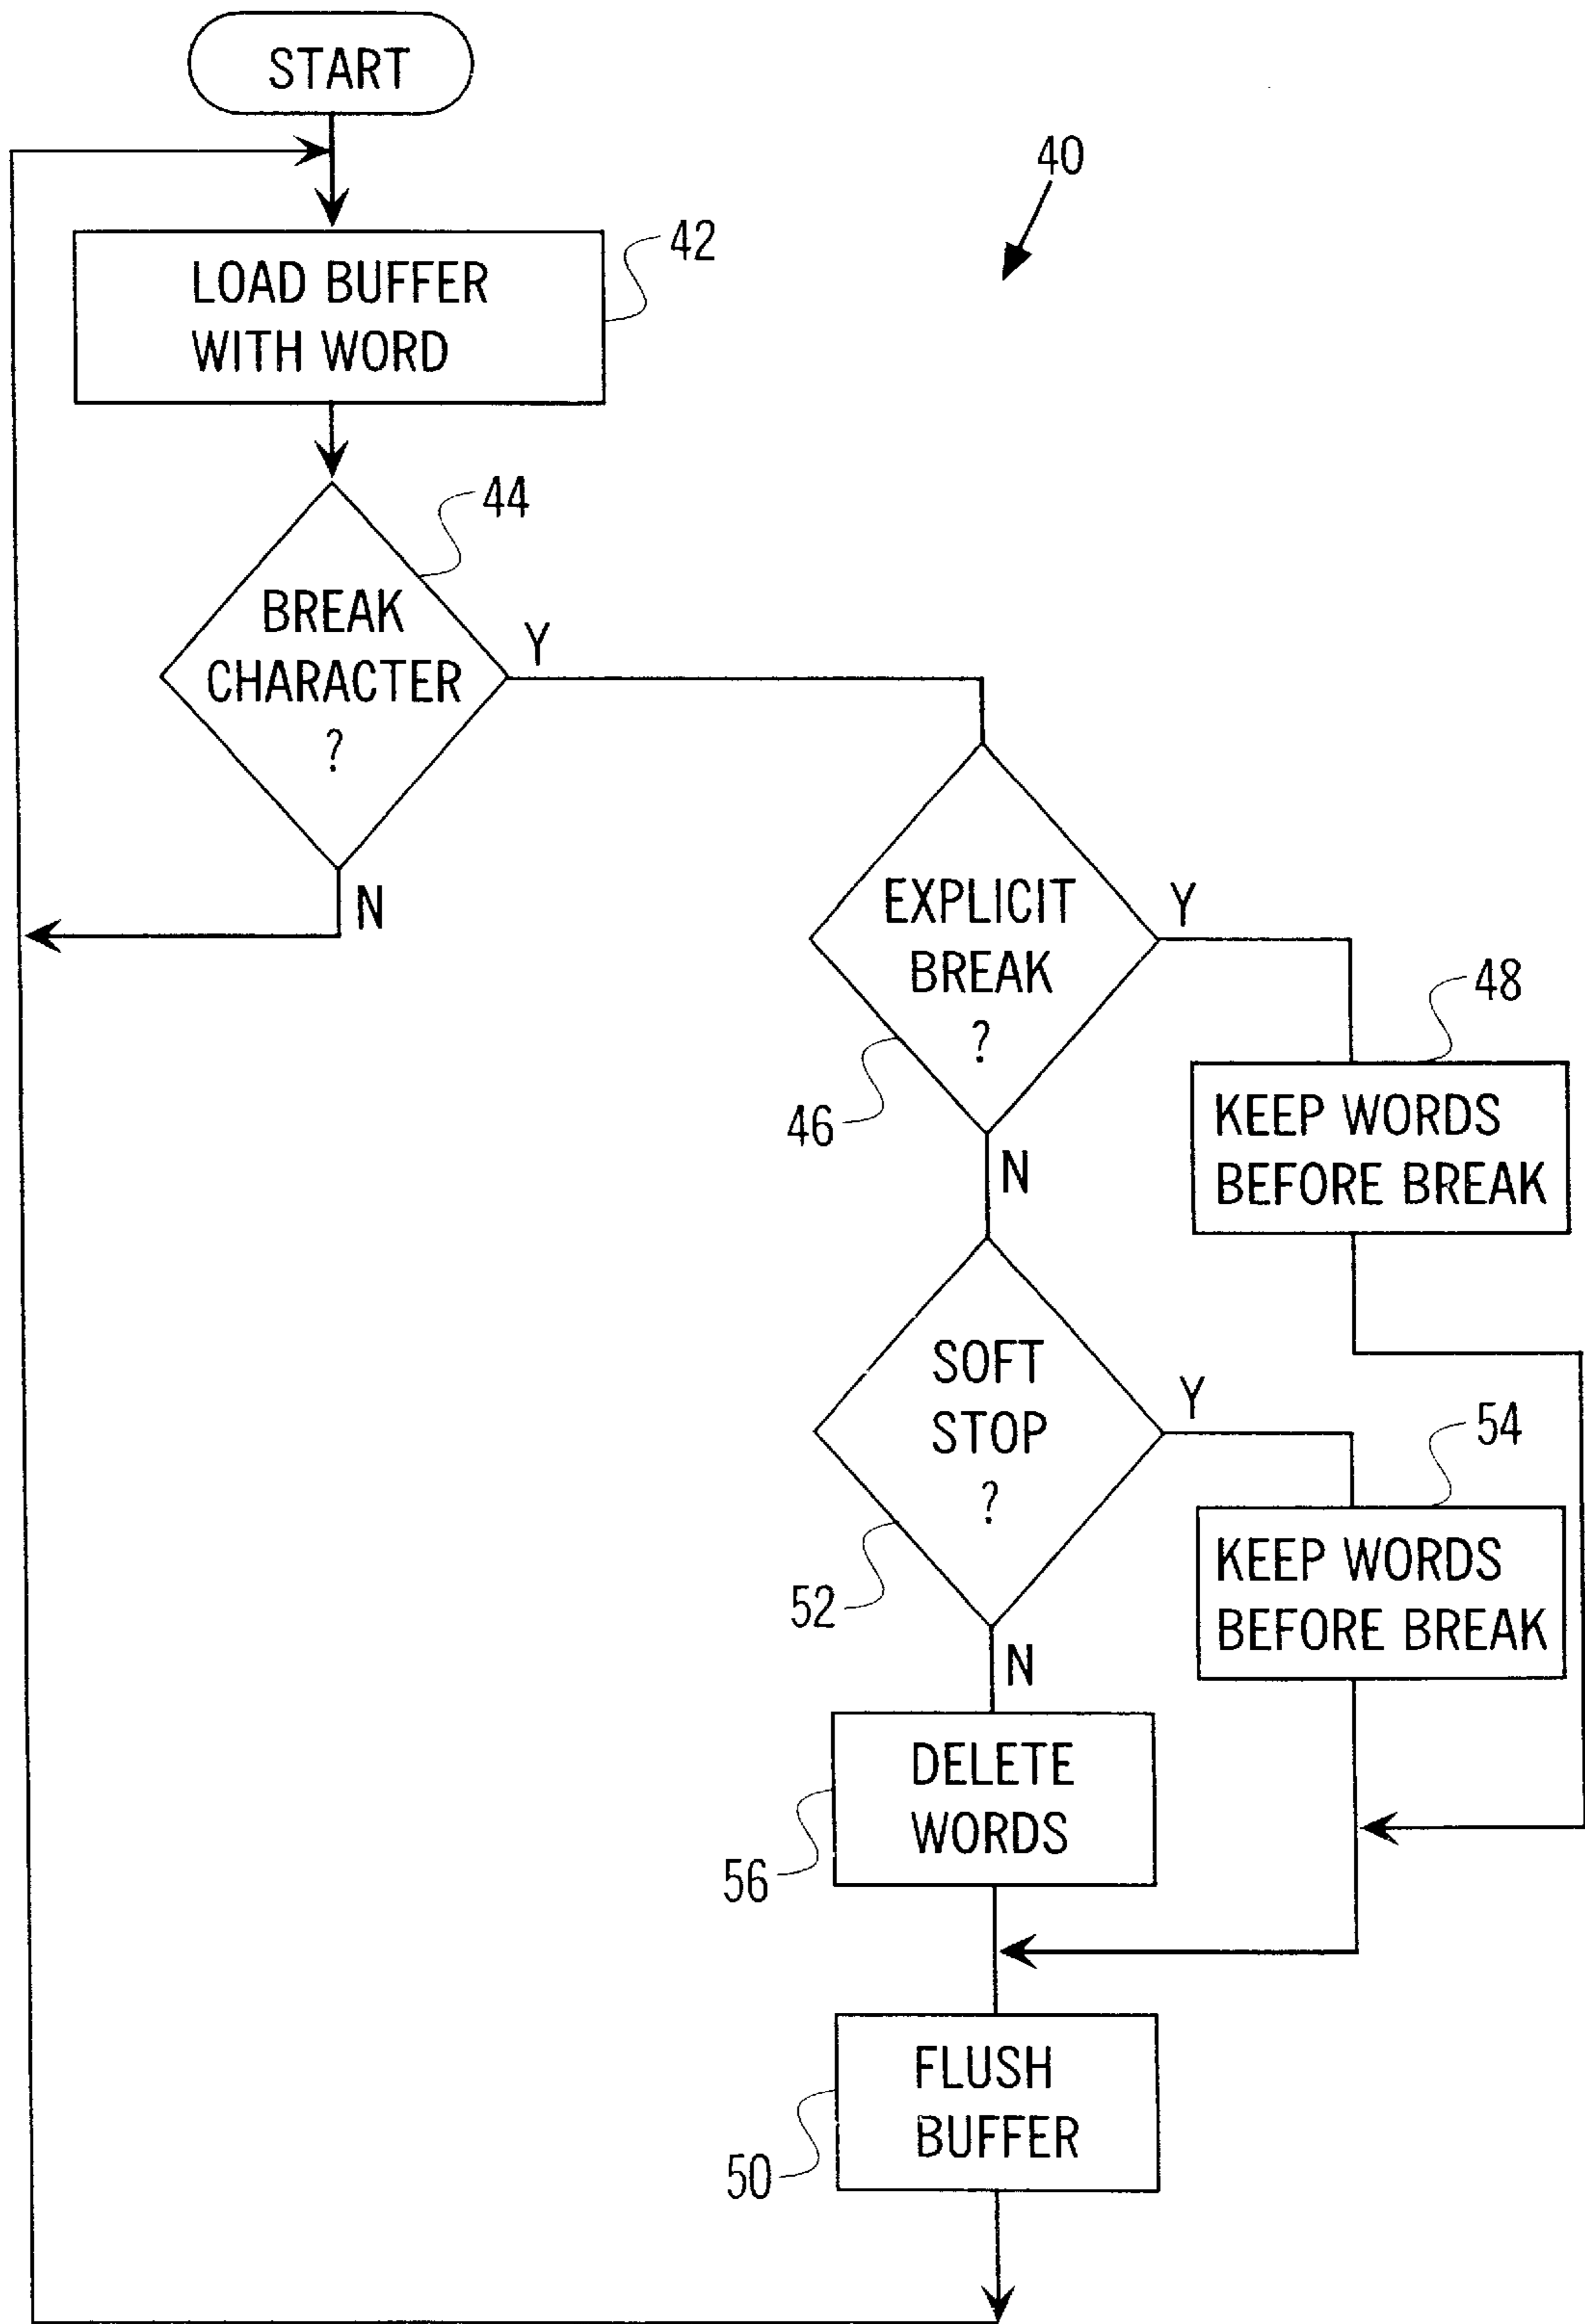 START
40
42
LOAD BUFFER
WITH WORD
44
BREAK
CHARACTER
?
Y
N
EXPLICIT
BREAK
?
Y
46
N
48
KEEP WORDS
BEFORE BREAK
SOFT
STOP
?
Y
52
N
54
KEEP WORDS
BEFORE BREAK
DELETE
WORDS
56
FLUSH
BUFFER
50